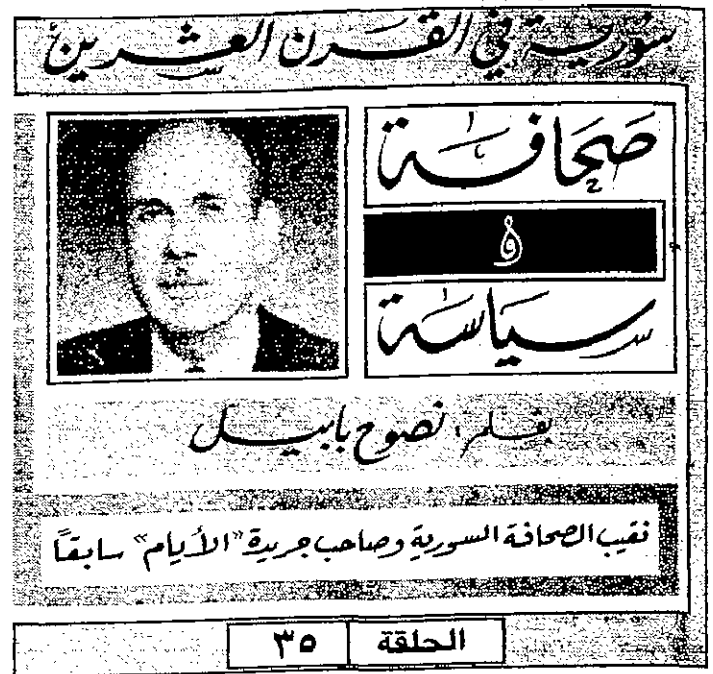 سورية في القرن العشرين
صحافة
و
سياسة
بقلم: نصوح بابيل
نقيب الصحافة السورية وصاحب جريدة "الأيام" سابقاً
الحلقة ٣٥